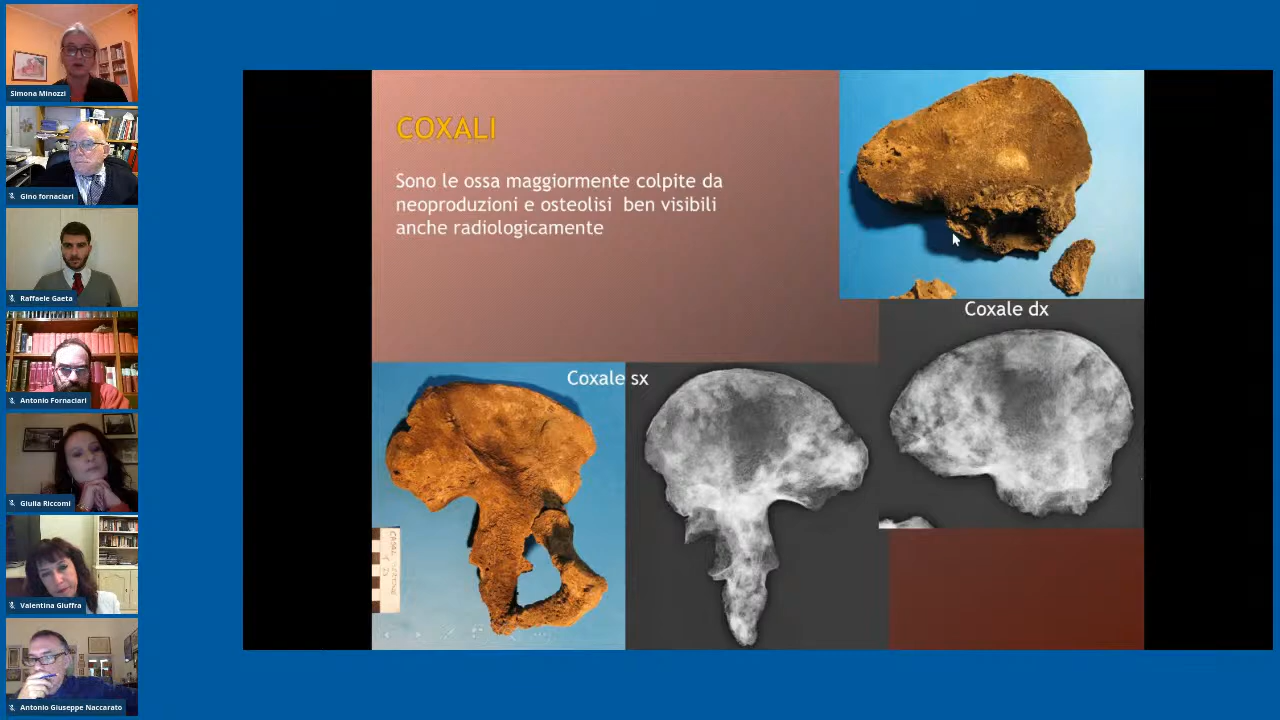 Simona Minozzi
Gino fornaciari
Raffaele Gaeta
Antonio Fornaciari
Giulia Riccomi
Valentina Giuffra
Antonio Giuseppe Naccarato
COXALI
Sono le ossa maggiormente colpite da
neoproduzioni e osteolisi ben visibili
anche radiologicamente
Coxale dx
Coxale sx